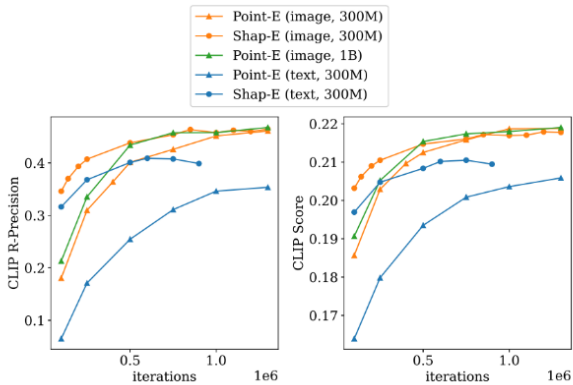 Point-E (image, 300M)
Shap-E (image, 300M)
Point-E (image, 1B)
Point-E (text, 300M)
Shap-E (text, 300M)
CLIP R-Precision
0.4
0.3
0.2
0.1
0.5
1.0
1e6
iterations
CLIP Score
0.22
0.21
0.20
0.19
0.18
0.17
0.5
1.0
1e6
iterations